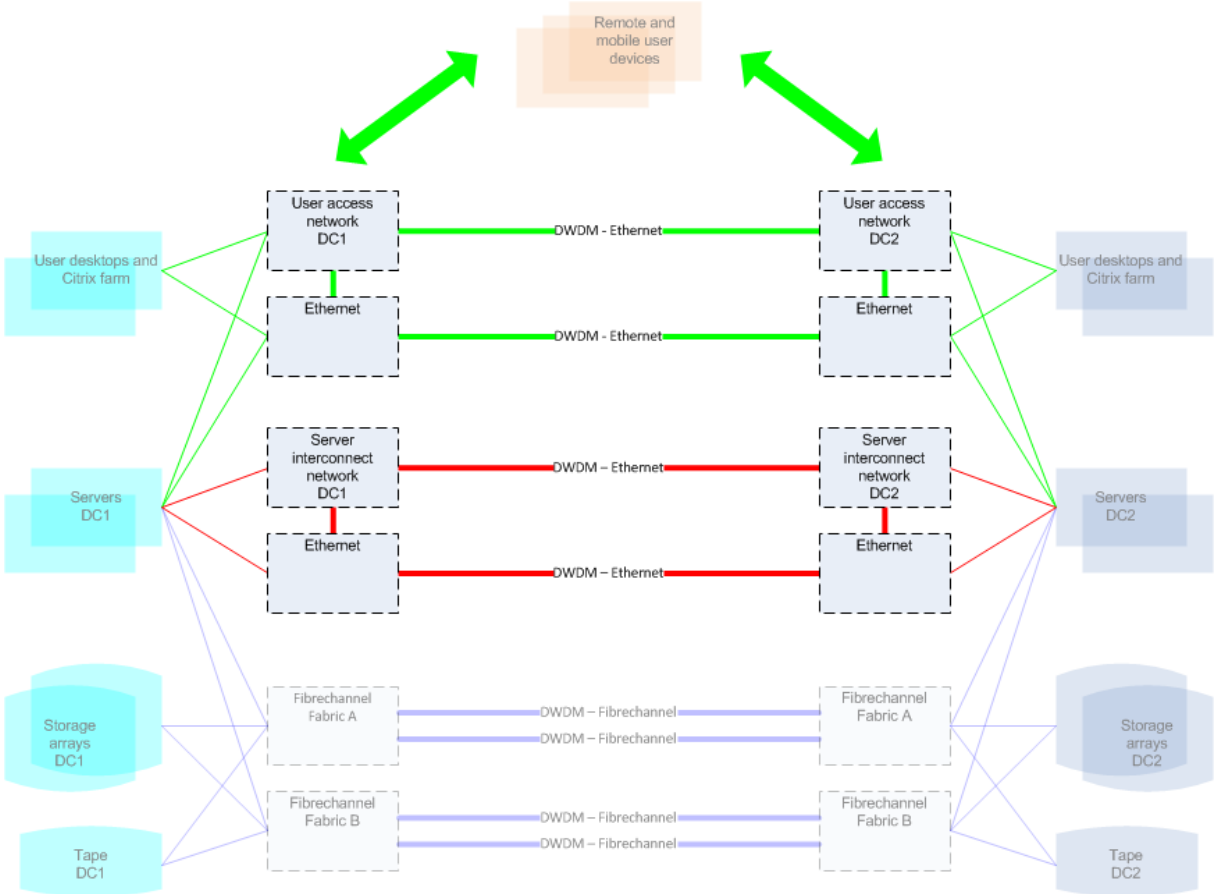 Remote and
mobile user
devices
User access
network
DC1
DWDM - Ethernet
User access
network
DC2
User desktops and
Citrix farm
User desktops and
Citrix farm
Ethernet
DWDM - Ethernet
Ethernet
Server
interconnect
network
DC1
DWDM – Ethernet
Server
interconnect
network
DC2
Servers
DC1
Servers
DC2
Ethernet
DWDM – Ethernet
Ethernet
Storage
arrays
DC1
Fibrechannel
Fabric A
DWDM – Fibrechannel
DWDM – Fibrechannel
Fibrechannel
Fabric A
Storage
arrays
DC2
Fibrechannel
Fabric B
DWDM – Fibrechannel
DWDM – Fibrechannel
Fibrechannel
Fabric B
Tape
DC1
Tape
DC2